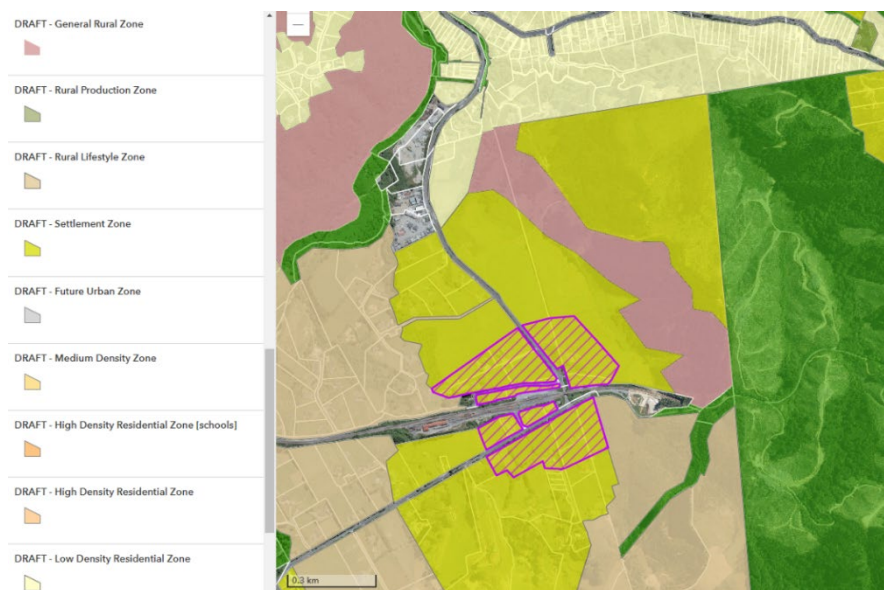 DRAFT - General Rural Zone
DRAFT - Rural Production Zone
DRAFT - Rural Lifestyle Zone
DRAFT - Settlement Zone
DRAFT - Future Urban Zone
DRAFT - Medium Density Zone
DRAFT - High Density Residential Zone [schools]
DRAFT - High Density Residential Zone
DRAFT - Low Density Residential Zone
0.3 km